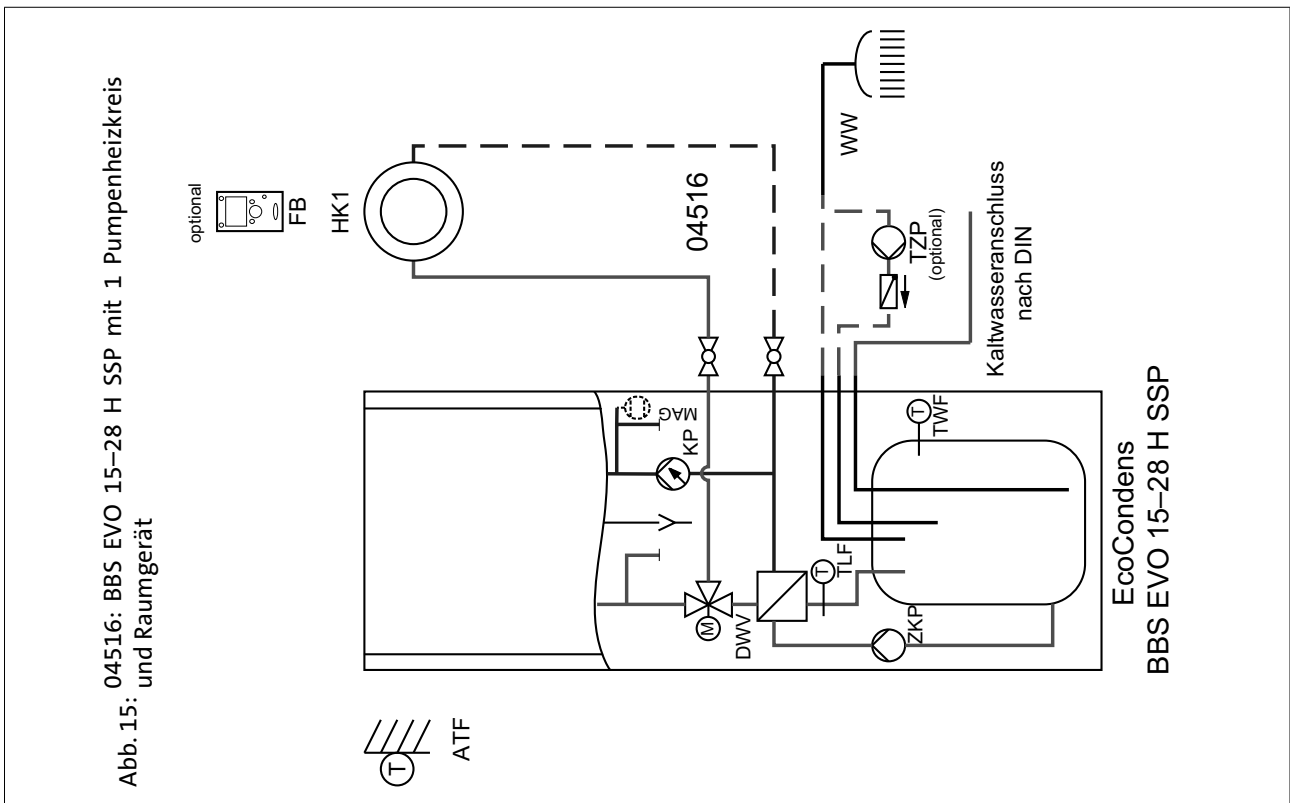 Abb. 15: 04516: BBS EVO 15–28 H SSP mit 1 Pumpenheizkreis
und Raumgerät
optional
FB
HK1
04516
WW
TZP
(optional)
Kaltwasseranschluss
nach DIN
MAG
KP
M
DWV
T
TLF
ZKP
T
TWF
T
ATF
EcoCondens
BBS EVO 15–28 H SSP